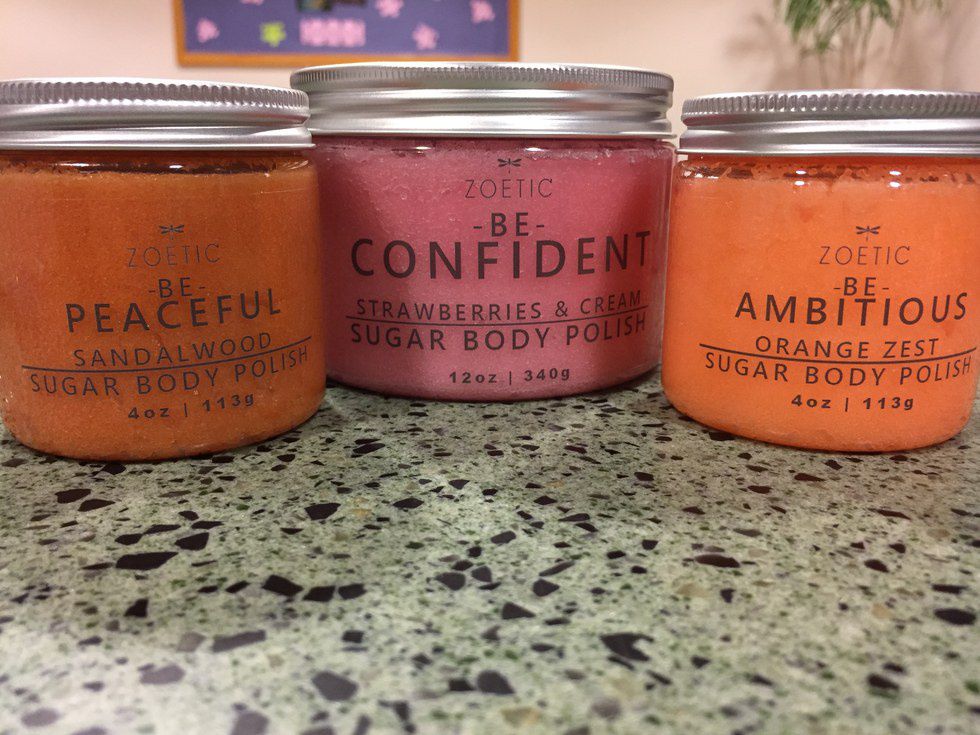 ZOETIC
-BE-
PEACEFUL
SANDALWOOD
SUGAR BODY POLISH
4oz | 113g
ZOETIC
-BE-
CONFIDENT
STRAWBERRIES & CREAM
SUGAR BODY POLISH
12oz | 340g
ZOETIC
-BE-
AMBITIOUS
ORANGE ZEST
SUGAR BODY POLISH
4oz | 113g